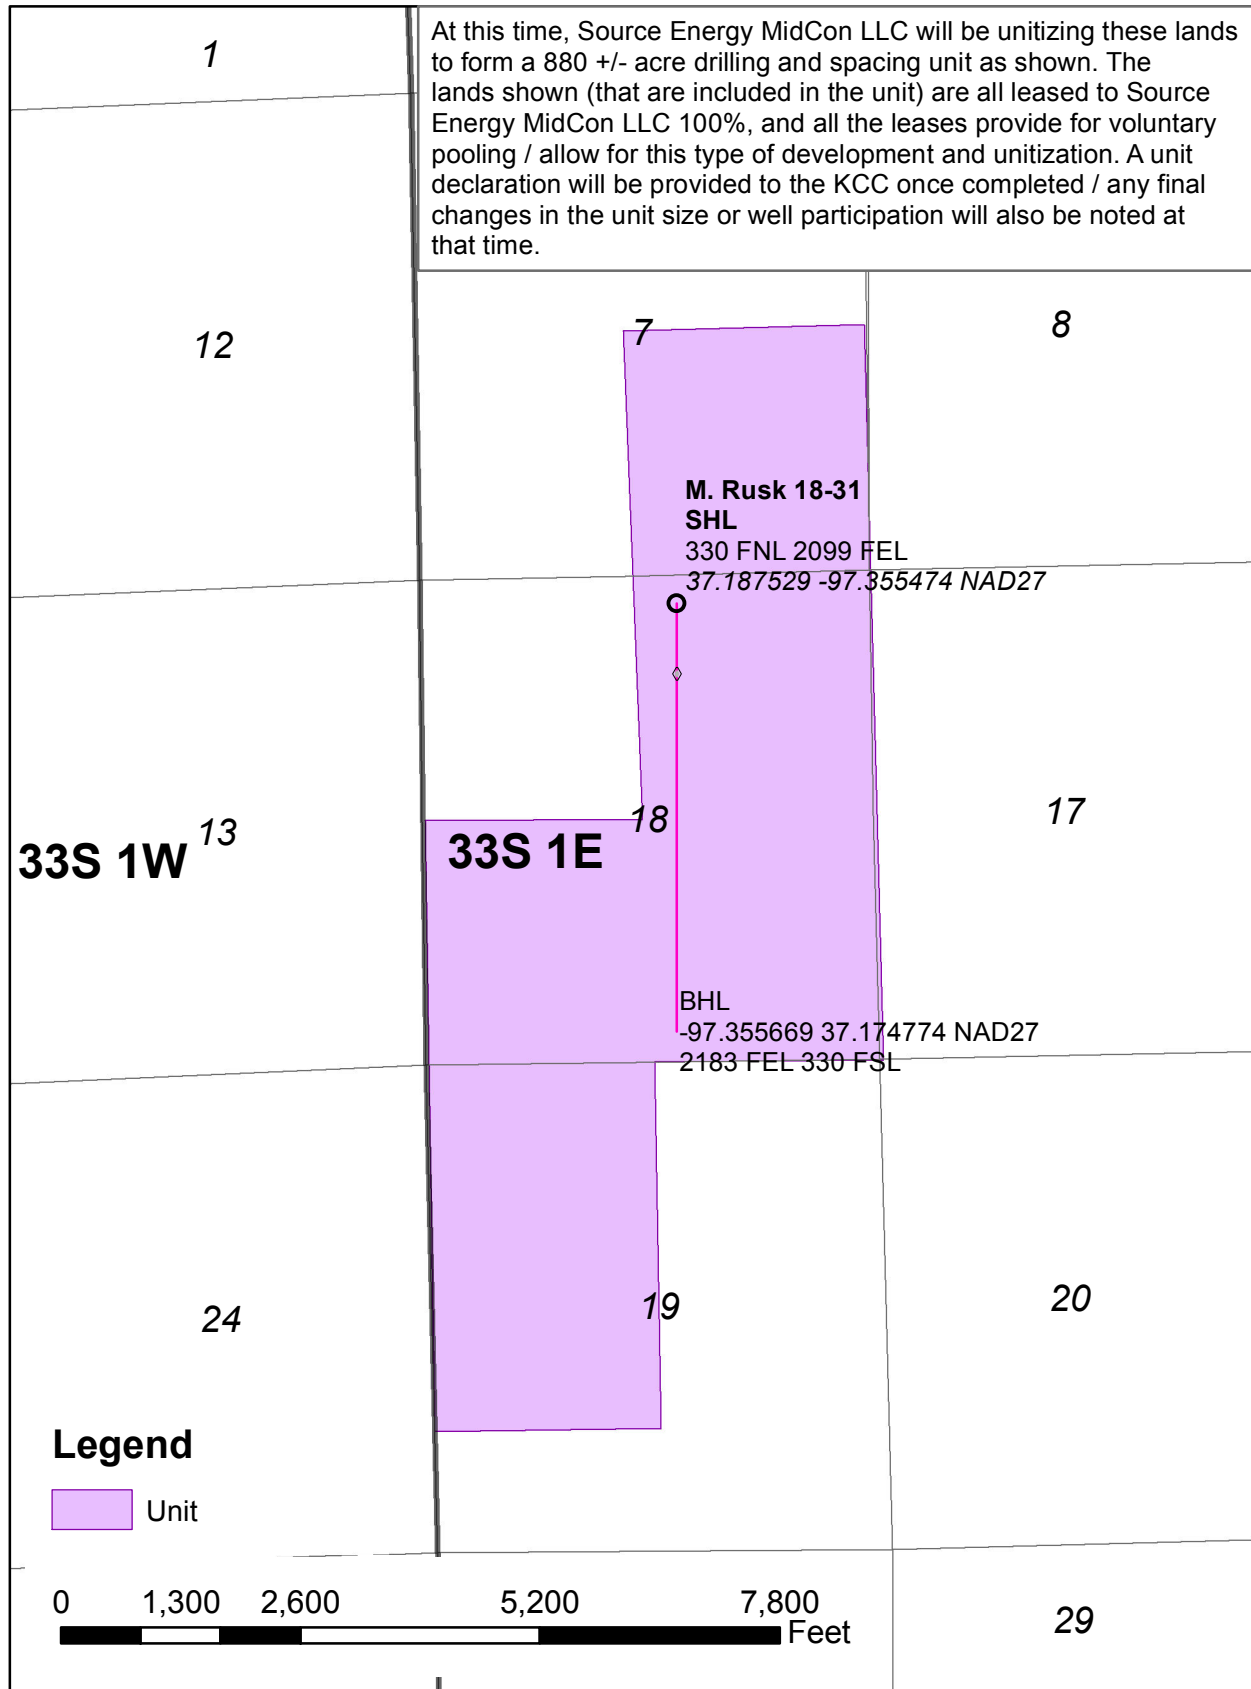 At this time, Source Energy MidCon LLC will be unitizing these lands
to form a 880 +/- acre drilling and spacing unit as shown. The
lands shown (that are included in the unit) are all leased to Source
Energy MidCon LLC 100%, and all the leases provide for voluntary
pooling / allow for this type of development and unitization. A unit
declaration will be provided to the KCC once completed / any final
changes in the unit size or well participation will also be noted at
that time.
1
12
7
8
M. Rusk 18-31
SHL
330 FNL 2099 FEL
37.187529 -97.355474 NAD27
13
18
17
33S 1W
33S 1E
BHL
-97.355669 37.174774 NAD27
2183 FEL 330 FSL
24
19
20
Legend
Unit
0 1,300 2,600 5,200 7,800
Feet
29